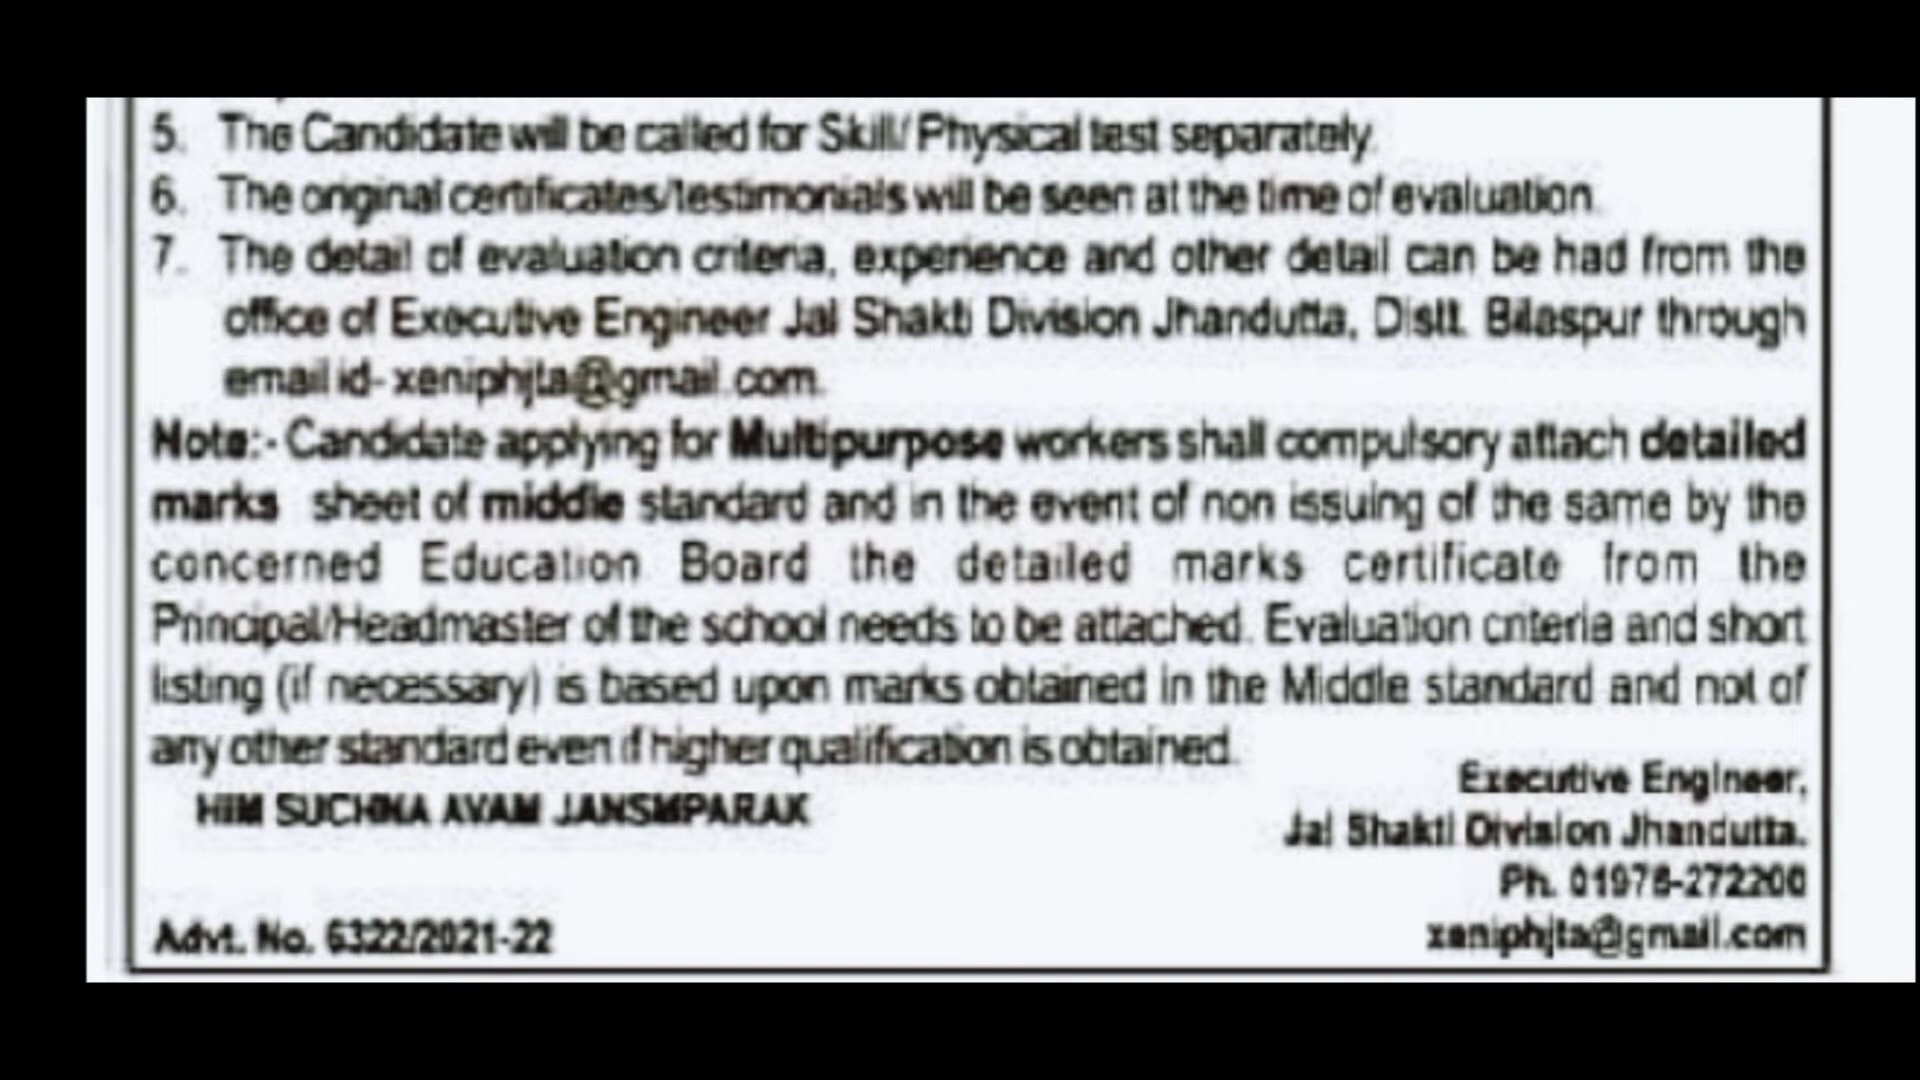 5. The Candidate will be called for Skill/ Physical test separately.
6. The original certificates/testimonials will be seen at the time of evaluation.
7. The detail of evaluation criteria, experience and other detail can be had from the
office of Executive Engineer Jal Shakti Division Jhandutta, Distt. Bilaspur through
email id- xeniphjta@gmail.com.
Note:- Candidate applying for Multipurpose workers shall compulsory attach detailed
marks sheet of middle standard and in the event of non issuing of the same by the
concerned Education Board the detailed marks certificate from the
Principal/Headmaster of the school needs to be attached. Evaluation criteria and short
listing (if necessary) is based upon marks obtained in the Middle standard and not of
any other standard even if higher qualification is obtained.
Executive Engineer,
HIM SUCHNA AVAM JANSMPARAK
Jal Shakti Division Jhandutta.
Ph. 01978-272200
Advt. No. 6322/2021-22
xeniphjta@gmail.com